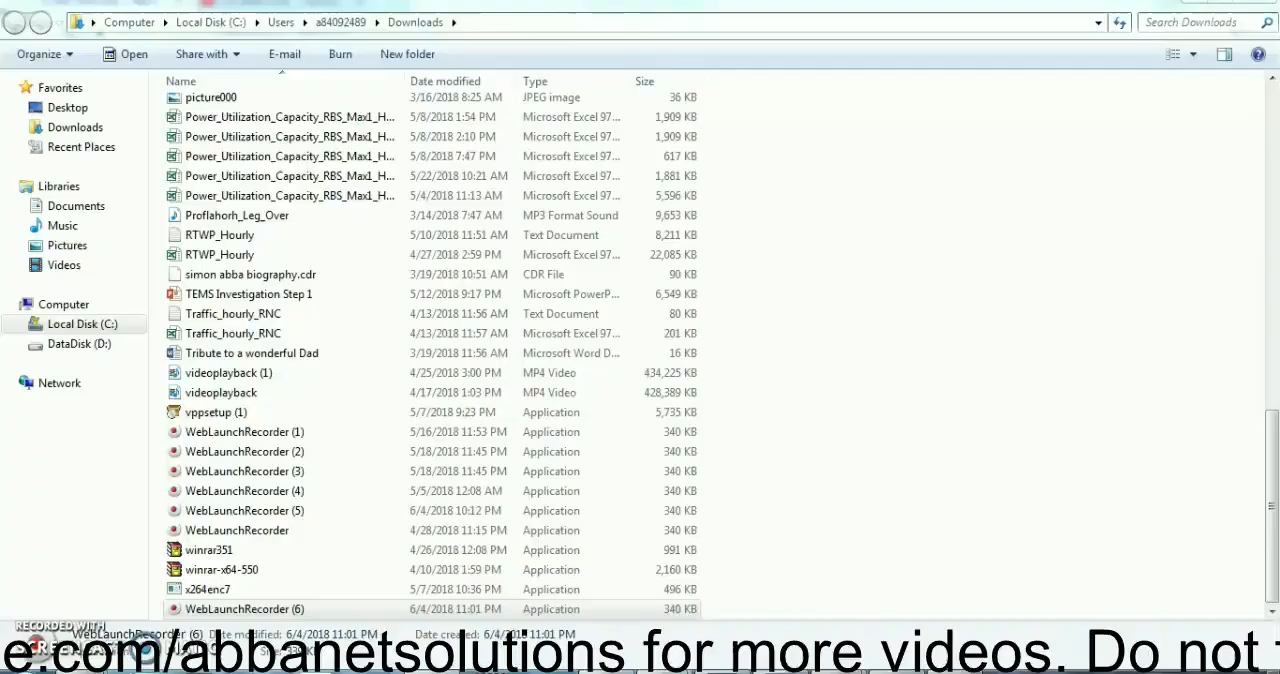 Computer Local Disk (C:) Users a84092489 Downloads Search Downloads
Organize Open Share with E-mail Burn New folder
Favorites
Desktop
Downloads
Recent Places
Libraries
Documents
Music
Pictures
Videos
Computer
Local Disk (C:)
DataDisk (D:)
Network
Name Date modified Type Size
picture000 3/16/2018 8:25 AM JPEG image 36 KB
Power_Utilization_Capacity_RBS_Max1_H... 5/8/2018 1:54 PM Microsoft Excel 97... 1,909 KB
Power_Utilization_Capacity_RBS_Max1_H... 5/8/2018 2:10 PM Microsoft Excel 97... 1,909 KB
Power_Utilization_Capacity_RBS_Max1_H... 5/8/2018 7:47 PM Microsoft Excel 97... 617 KB
Power_Utilization_Capacity_RBS_Max1_H... 5/22/2018 10:21 AM Microsoft Excel 97... 1,881 KB
Power_Utilization_Capacity_RBS_Max1_H... 5/4/2018 11:13 AM Microsoft Excel 97... 5,596 KB
Proflahorh_Leg_Over 3/14/2018 7:47 AM MP3 Format Sound 9,653 KB
RTWP_Hourly 5/10/2018 11:51 AM Text Document 8,211 KB
RTWP_Hourly 4/27/2018 2:59 PM Microsoft Excel 97... 22,085 KB
simon abba biography.cdr 3/19/2018 10:51 AM CDR File 90 KB
TEMS Investigation Step 1 5/12/2018 9:17 PM Microsoft PowerP... 6,549 KB
Traffic_hourly_RNC 4/13/2018 11:56 AM Text Document 80 KB
Traffic_hourly_RNC 4/13/2018 11:57 AM Microsoft Excel 97... 201 KB
Tribute to a wonderful Dad 3/19/2018 11:56 AM Microsoft Word D... 16 KB
videoplayback (1) 4/25/2018 3:00 PM MP4 Video 434,225 KB
videoplayback 4/17/2018 1:03 PM MP4 Video 428,389 KB
vppsetup (1) 5/7/2018 9:23 PM Application 5,735 KB
WebLaunchRecorder (1) 5/16/2018 11:53 PM Application 340 KB
WebLaunchRecorder (2) 5/18/2018 11:45 PM Application 340 KB
WebLaunchRecorder (3) 5/18/2018 11:45 PM Application 340 KB
WebLaunchRecorder (4) 5/5/2018 12:08 AM Application 340 KB
WebLaunchRecorder (5) 6/4/2018 10:12 PM Application 340 KB
WebLaunchRecorder 4/28/2018 11:15 PM Application 340 KB
winrar351 4/26/2018 12:08 PM Application 991 KB
winrar-x64-550 4/10/2018 1:59 PM Application 2,160 KB
x264enc7 5/7/2018 10:36 PM Application 496 KB
WebLaunchRecorder (6) 6/4/2018 11:01 PM Application 340 KB
RECORDED WITH
WebLaunchRecorder (6) Date modified: 6/4/2018 11:01 PM Date created: 6/4/2018 11:01 PM
e.com/abbanetsolutions for more videos. Do not